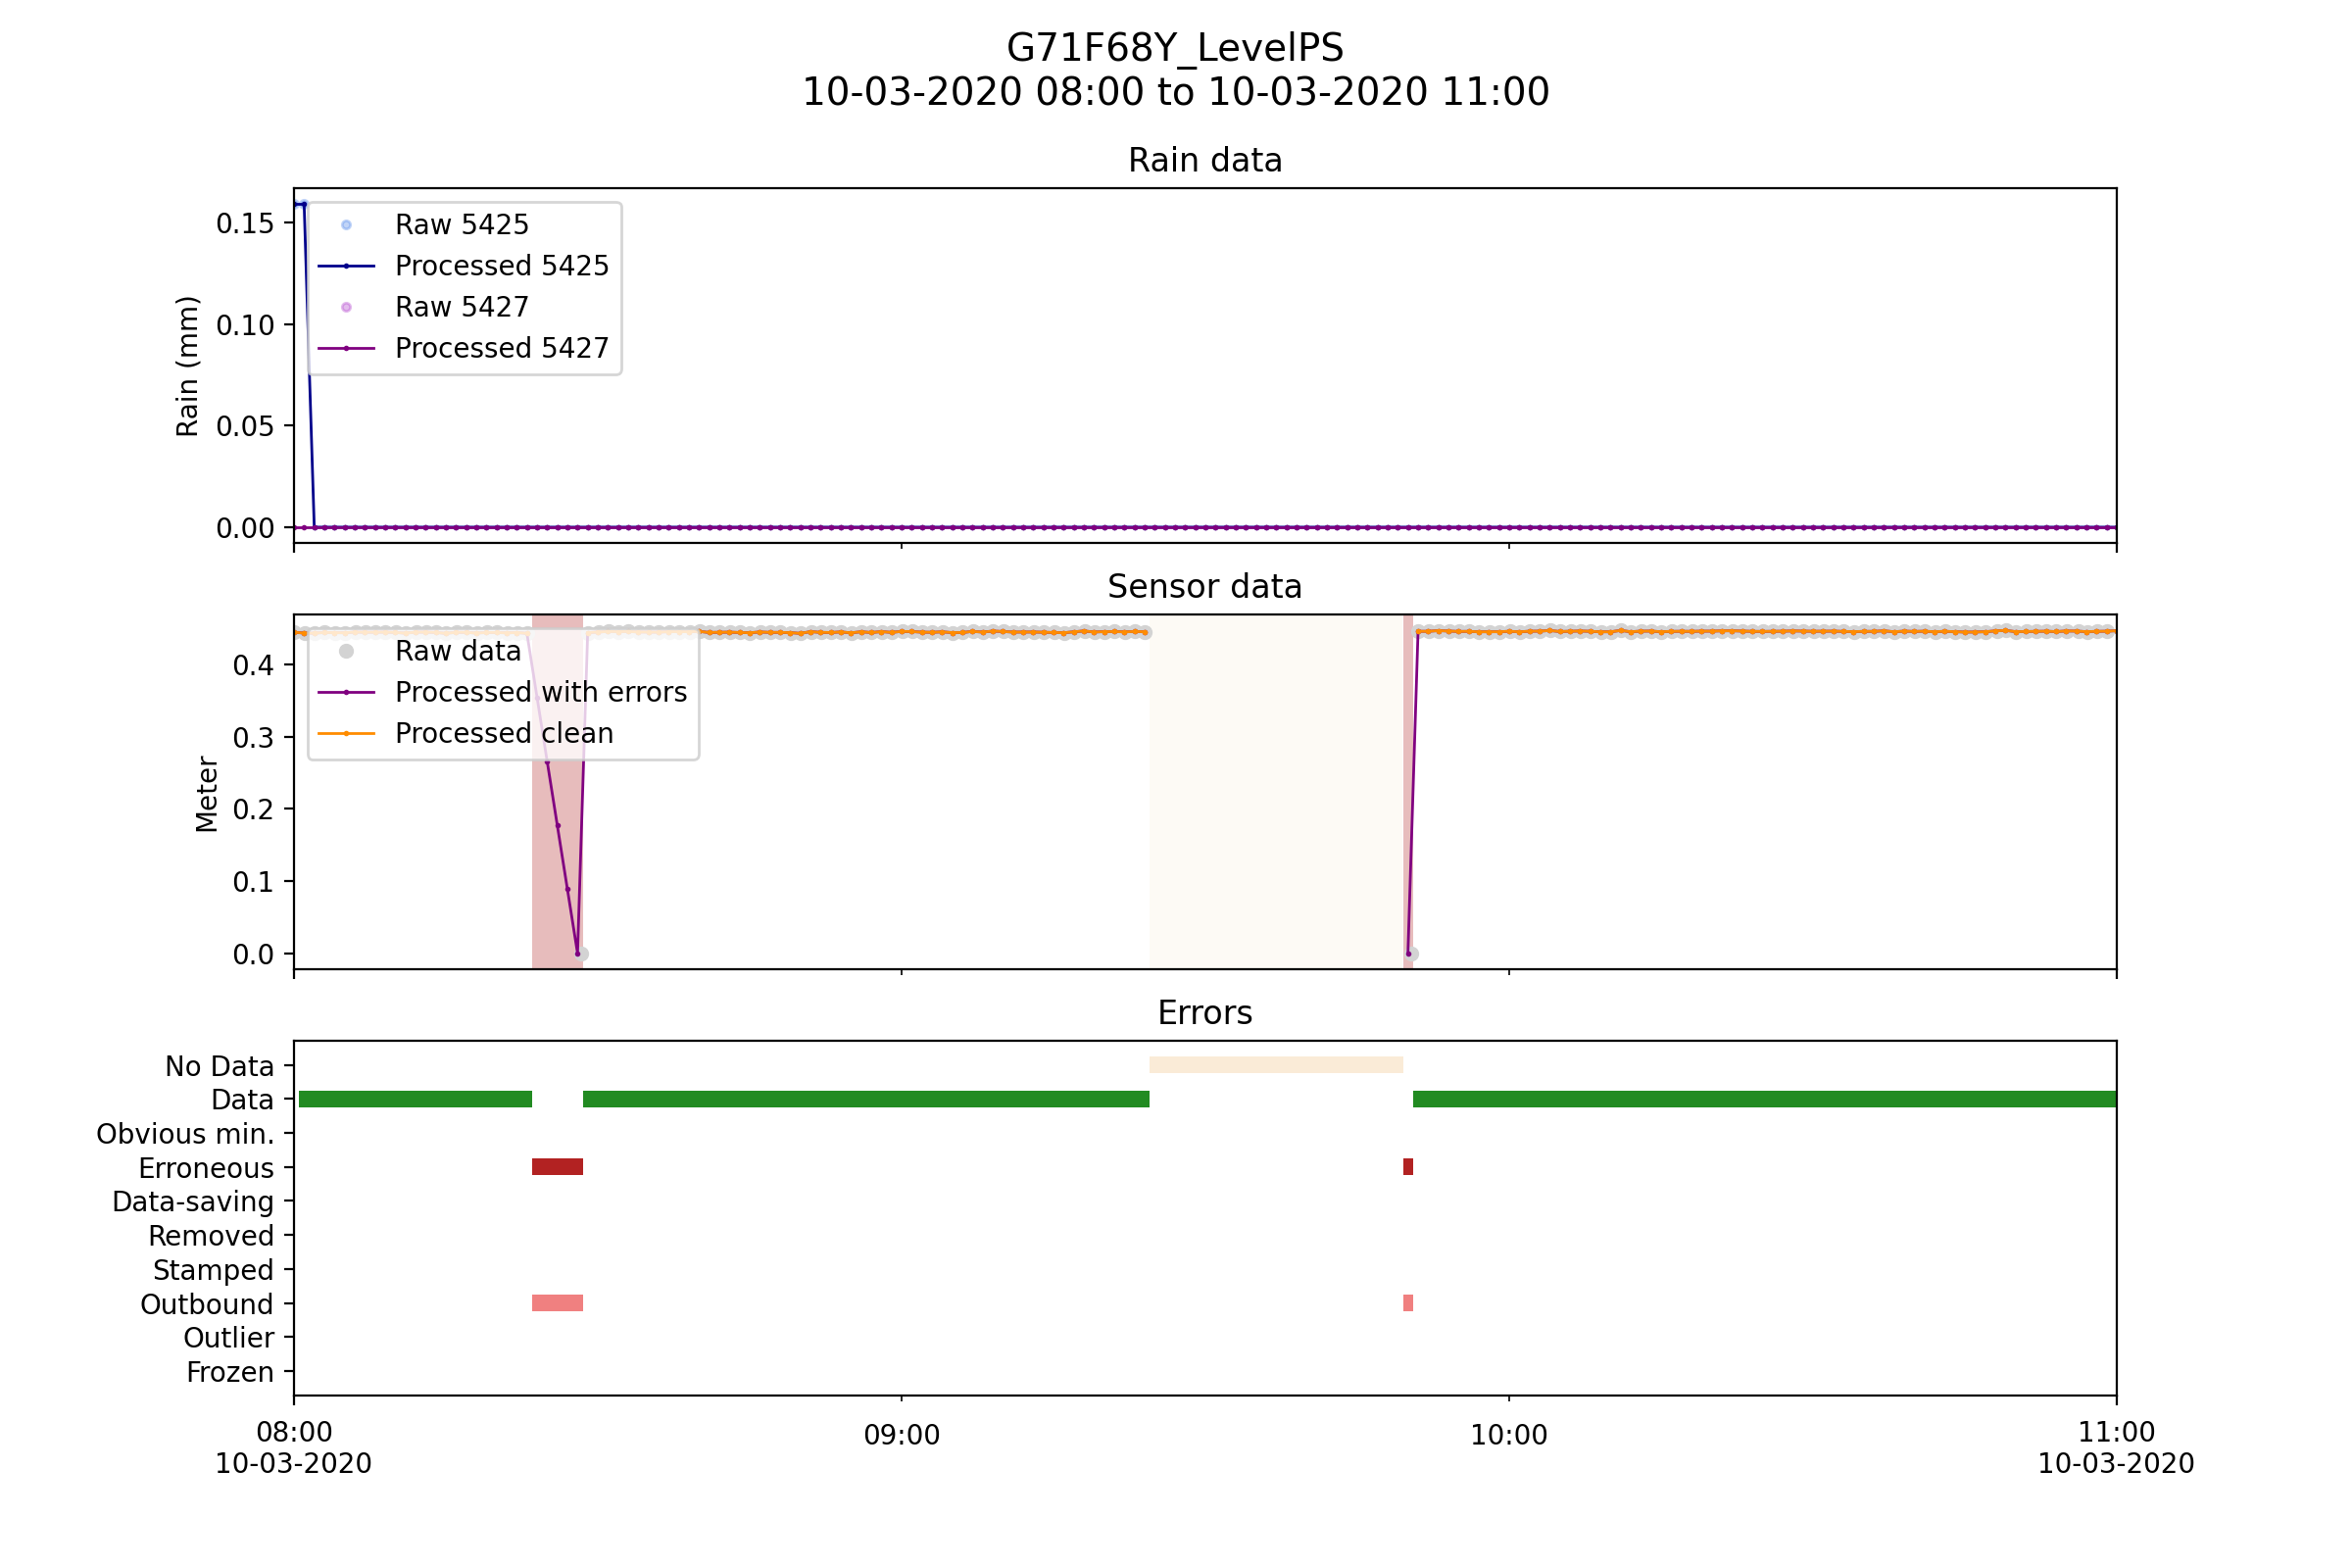 G71F68Y_LevelPS
10-03-2020 08:00 to 10-03-2020 11:00
Rain data
Rain (mm)
0.15
0.10
0.05
0.00
Raw 5425
Processed 5425
Raw 5427
Processed 5427
Sensor data
Meter
0.4
0.3
0.2
0.1
0.0
Raw data
Processed with errors
Processed clean
Errors
No Data
Data
Obvious min.
Erroneous
Data-saving
Removed
Stamped
Outbound
Outlier
Frozen
08:00
10-03-2020
09:00
10:00
11:00
10-03-2020